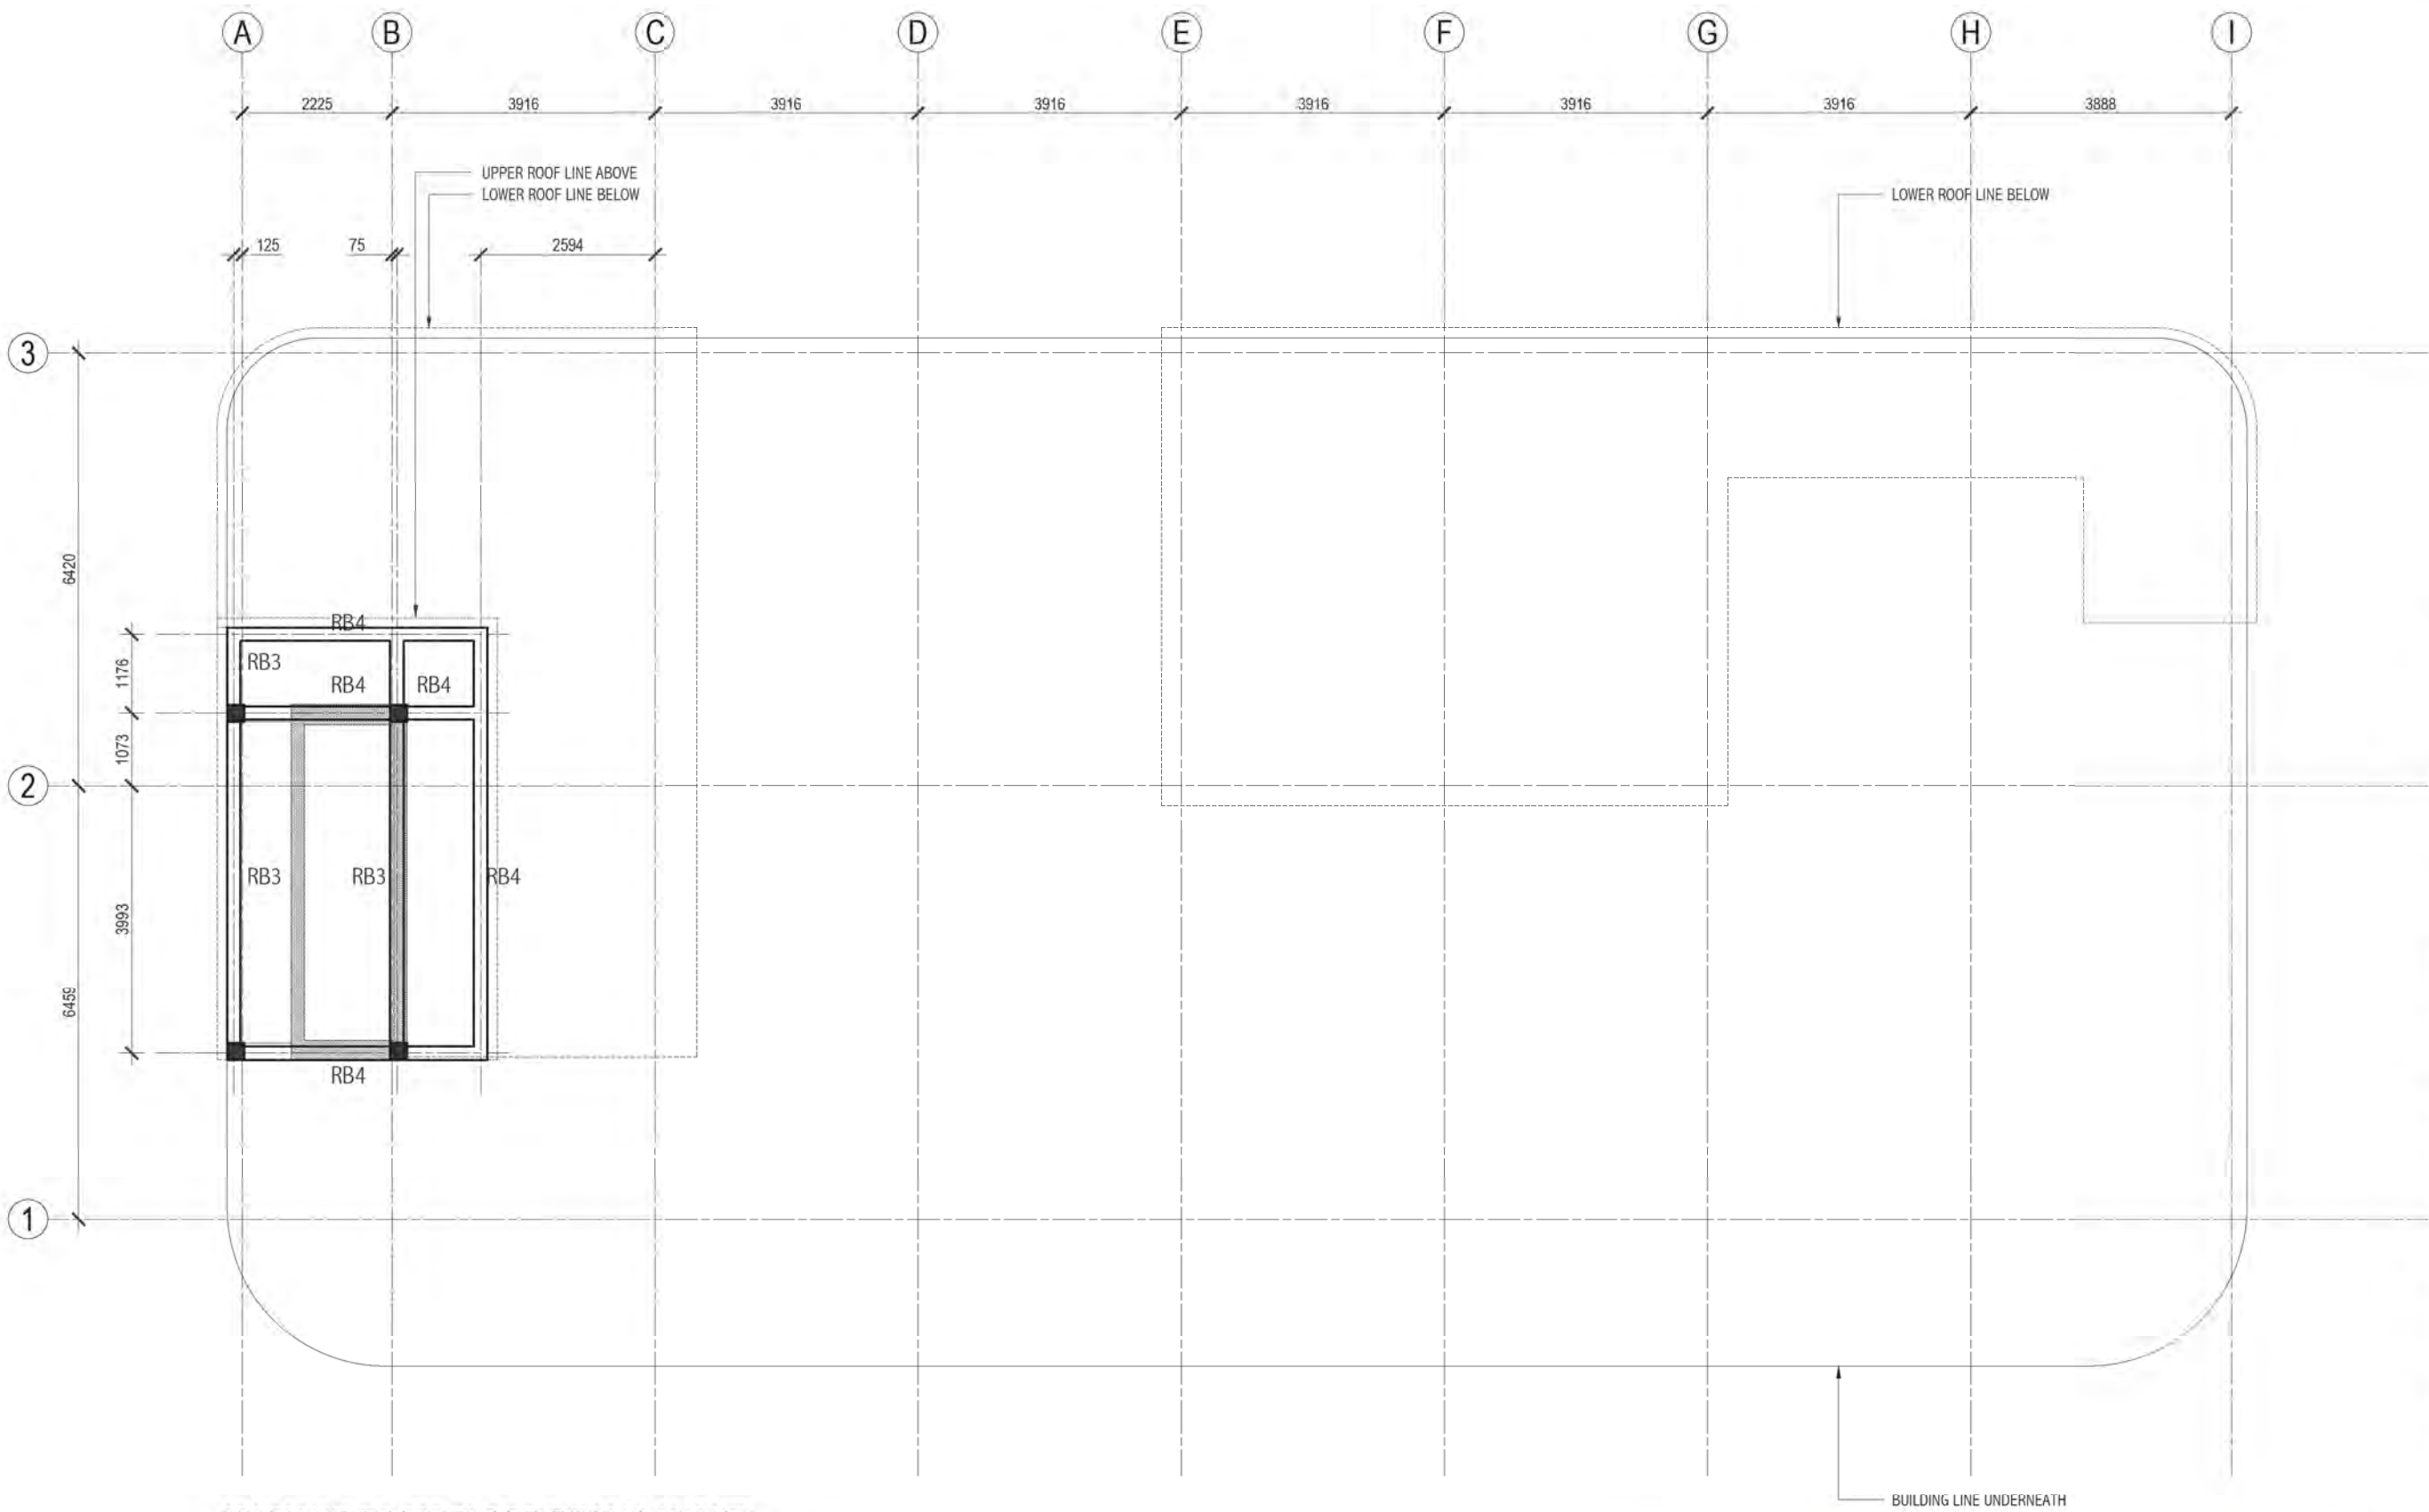 A B C D E F G H I
2225 3916 3916 3916 3916 3916 3916 3888
UPPER ROOF LINE ABOVE
LOWER ROOF LINE BELOW
LOWER ROOF LINE BELOW
125 75 2594
3
6420
RB4
1176
RB3
RB4 RB4
1073
2
RB3 RB3 RB4
3993
6459
RB4
1
BUILDING LINE UNDERNEATH